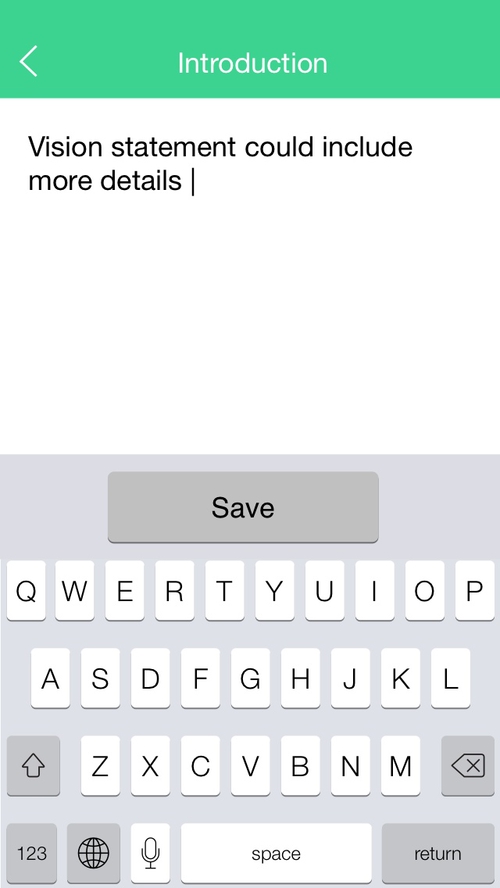 Introduction
Vision statement could include
more details
Save
Q W E R T Y U I O P
A S D F G H J K L
Z X C V B N M
123 space return